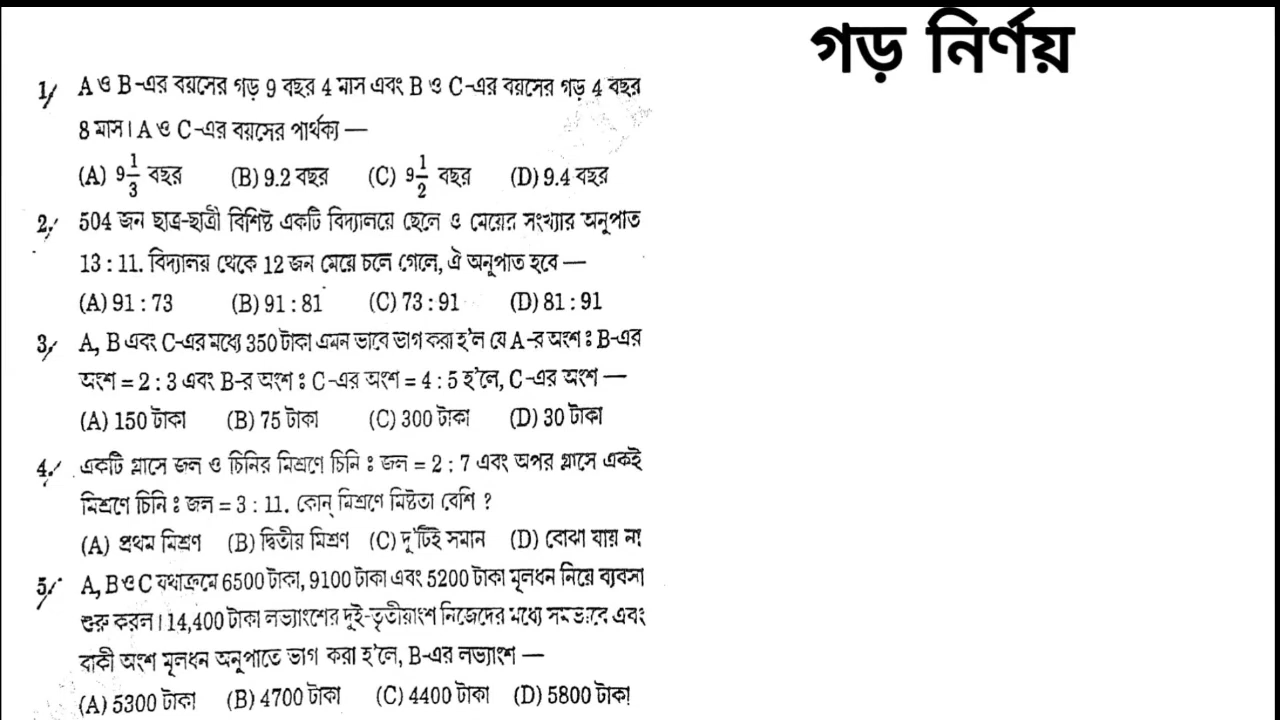 গড় নির্ণয়
1/ A ও B-এর বয়সের গড় 9 বছর 4 মাস এবং B ও C-এর বয়সের গড় 4 বছর
8 মাস। A ও C-এর বয়সের পার্থক্য —
(A) 9 1/3 বছর (B) 9.2 বছর (C) 9 1/2 বছর (D) 9.4 বছর
2. 504 জন ছাত্র-ছাত্রী বিশিষ্ট একটি বিদ্যালয়ে ছেলে ও মেয়ের সংখ্যার অনুপাত
13 : 11. বিদ্যালয় থেকে 12 জন মেয়ে চলে গেলে, ঐ অনুপাত হবে —
(A) 91 : 73 (B) 91 : 81 (C) 73 : 91 (D) 81 : 91
3/ A, B এবং C-এর মধ্যে 350 টাকা এমন ভাবে ভাগ করা হ'ল যে A-র অংশ ঃ B-এর
অংশ = 2 : 3 এবং B-র অংশ ঃ C-এর অংশ = 4 : 5 হ'লে, C-এর অংশ —
(A) 150 টাকা (B) 75 টাকা (C) 300 টাকা (D) 30 টাকা
4. একটি গ্লাসে জল ও চিনির মিশ্রণে চিনি ঃ জল = 2 : 7 এবং অপর গ্লাসে একই
মিশ্রণে চিনি ঃ জল = 3 : 11. কোন্ মিশ্রণে মিষ্টতা বেশি ?
(A) প্রথম মিশ্রণ (B) দ্বিতীয় মিশ্রণ (C) দু'টিই সমান (D) বোঝা যায় না
5/ A, B ও C যথাক্রমে 6500 টাকা, 9100 টাকা এবং 5200 টাকা মূলধন নিয়ে ব্যবসা
শুরু করল। 14,400 টাকা লভ্যাংশের দুই-তৃতীয়াংশ নিজেদের মধ্যে সমভাবে এবং
বাকী অংশ মূলধন অনুপাতে ভাগ করা হ'লে, B-এর লভ্যাংশ —
(A) 5300 টাকা (B) 4700 টাকা (C) 4400 টাকা (D) 5800 টাকা